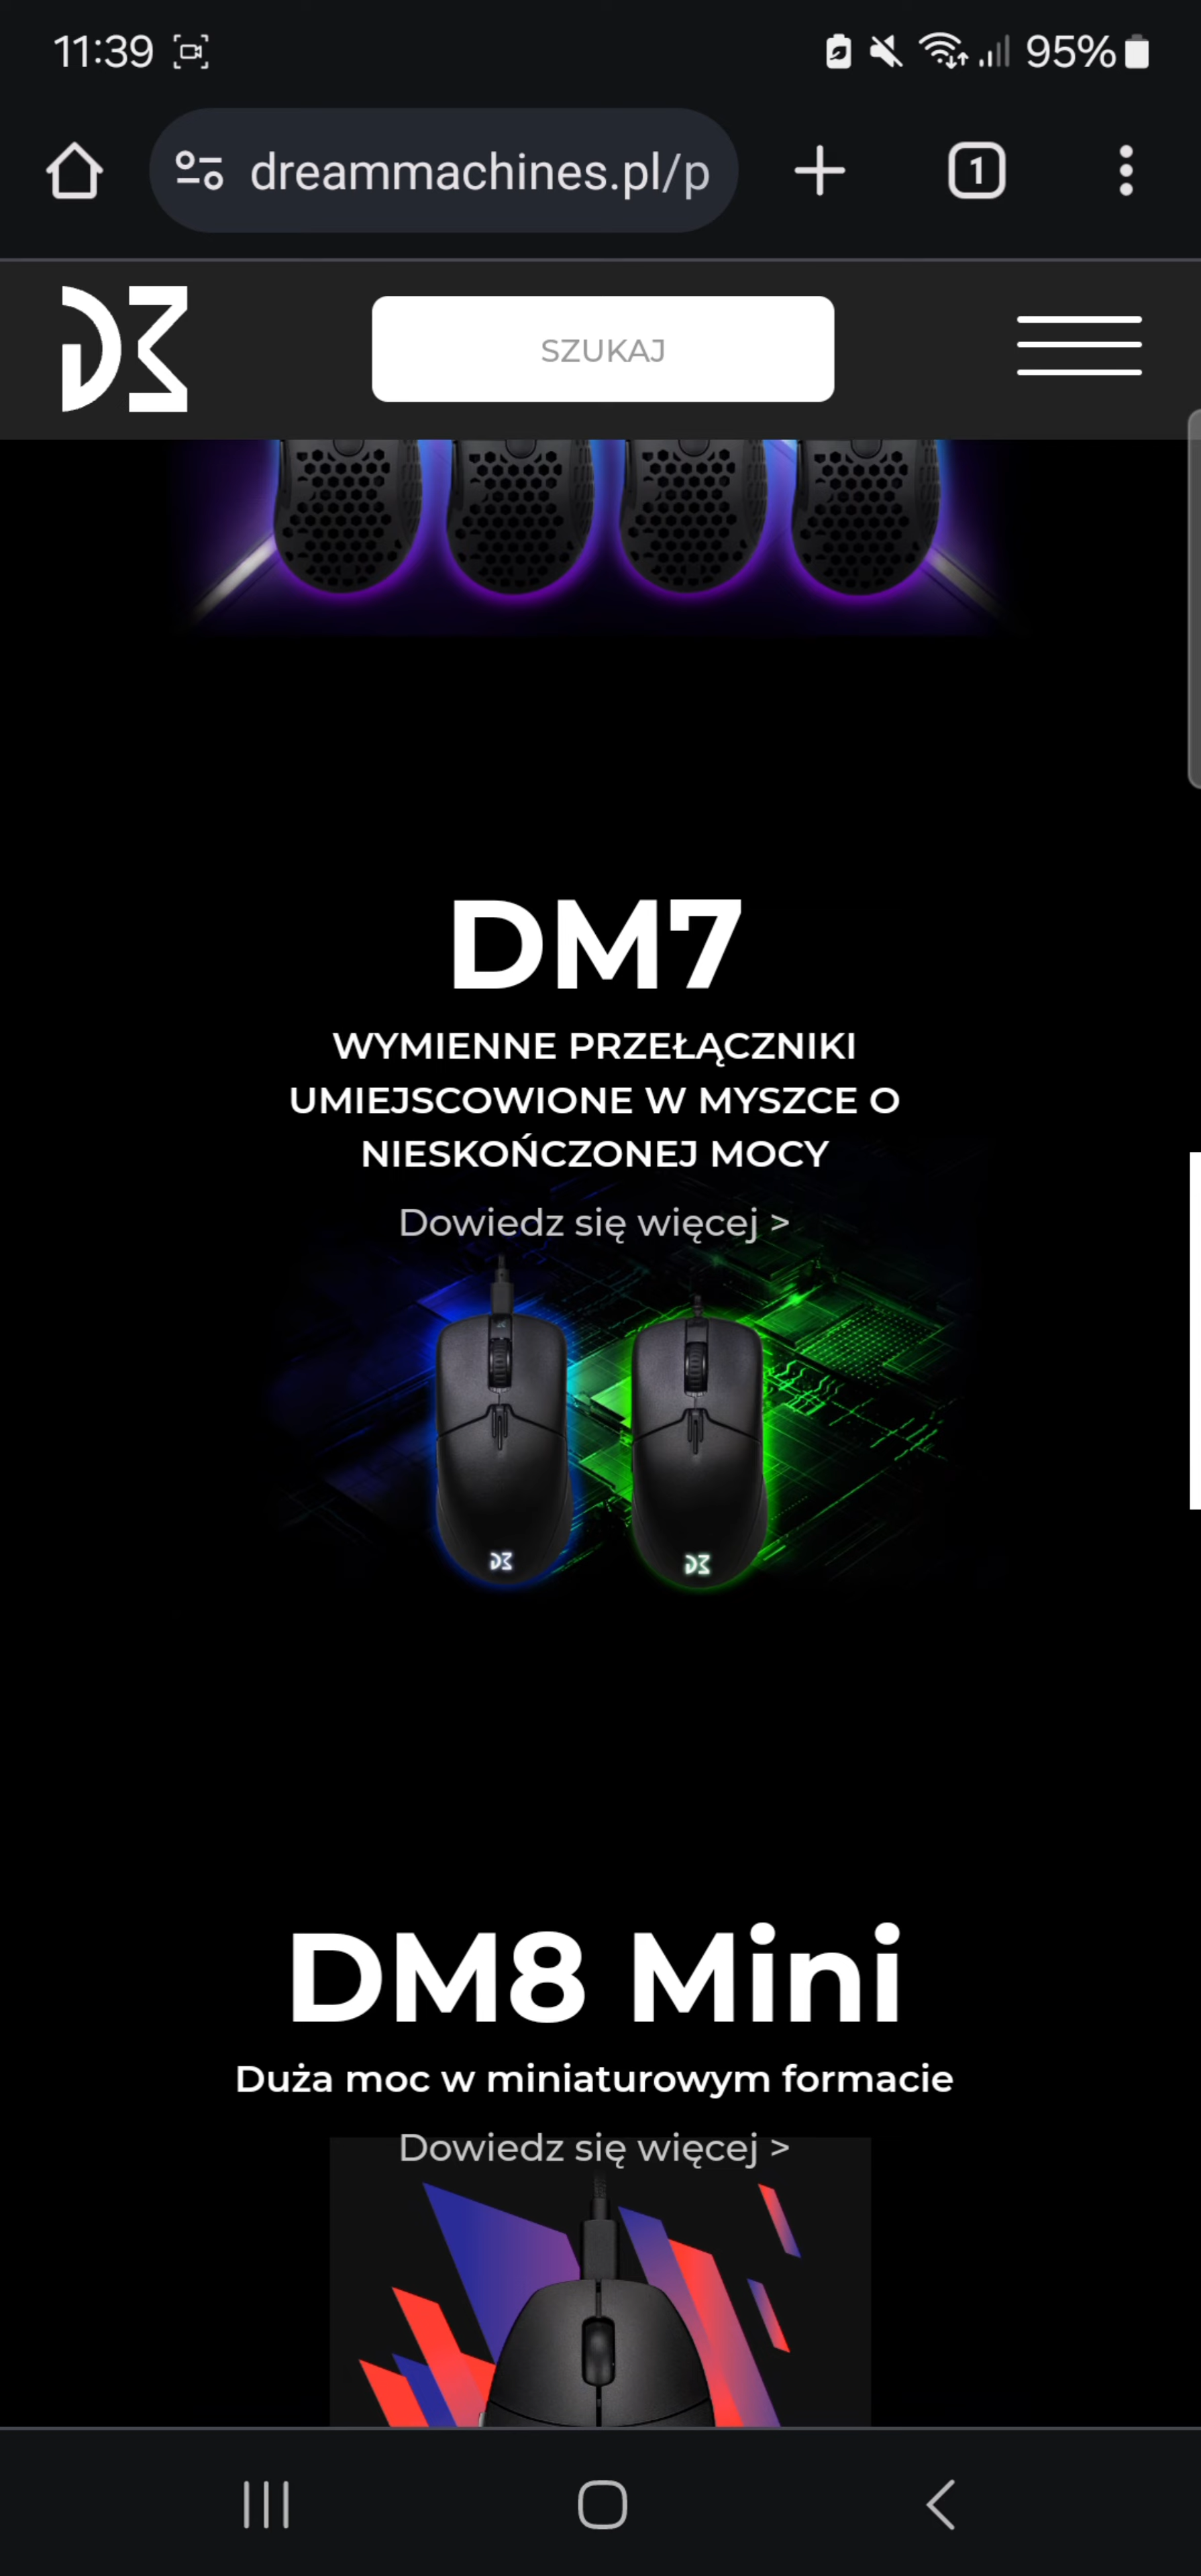 11:39
95%
dreammachines.pl/p
1
SZUKAJ
DM7
WYMIENNE PRZEŁĄCZNIKI
UMIEJSCOWIONE W MYSZCE O
NIESKOŃCZONEJ MOCY
Dowiedz się więcej >
DM8 Mini
Duża moc w miniaturowym formacie
Dowiedz się więcej >